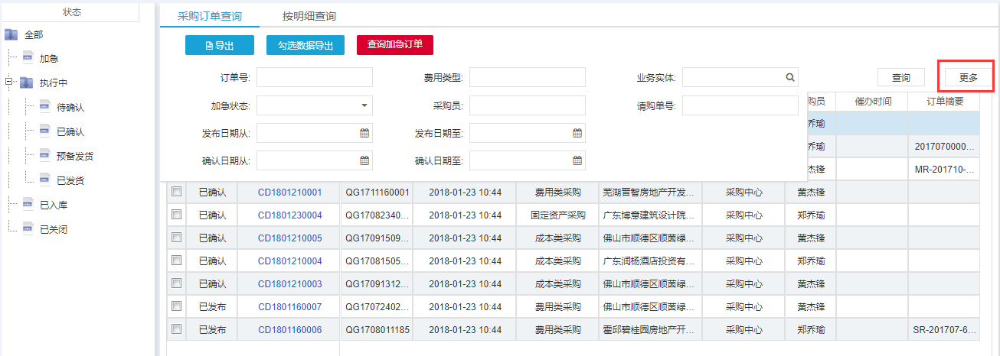 状态
全部
加急
执行中
待确认
已确认
预备发货
已发货
已入库
已关闭
采购订单查询 按明细查询
导出 勾选数据导出 查询加急订单
订单号: 费用类型: 业务实体: 查询 更多
加急状态: 采购员: 请购单号:
发布日期从: 发布日期至:
确认日期从: 确认日期至:
购员 催办时间 订单摘要
乔瑜
乔瑜 2017070000...
杰锋 MR-201710-...
已确认 CD1801210001 QG1711160001 2018-01-23 10:44 费用类采购 芜湖晋智房地产开发... 采购中心 黄杰锋
已确认 CD1801230004 QG17082340... 2018-01-23 10:44 固定资产采购 广东博意建筑设计院... 采购中心 郑乔瑜
已确认 CD1801210005 QG17091509... 2018-01-23 10:44 成本类采购 佛山市顺德区顺茵绿... 采购中心 黄杰锋
已确认 CD1801210004 QG17081505... 2018-01-23 10:44 成本类采购 广东润杨酒店投资有... 采购中心 郑乔瑜
已确认 CD1801210003 QG17091312... 2018-01-23 10:44 成本类采购 佛山市顺德区顺茵绿... 采购中心 黄杰锋
已发布 CD1801160007 QG17072402... 2018-01-23 10:44 费用类采购 佛山市顺德区顺茵绿... 采购中心 黄杰锋
已发布 CD1801160006 QG1708011185 2018-01-23 10:44 费用类采购 霍邱碧桂园房地产开... 采购中心 郑乔瑜 SR-201707-6...